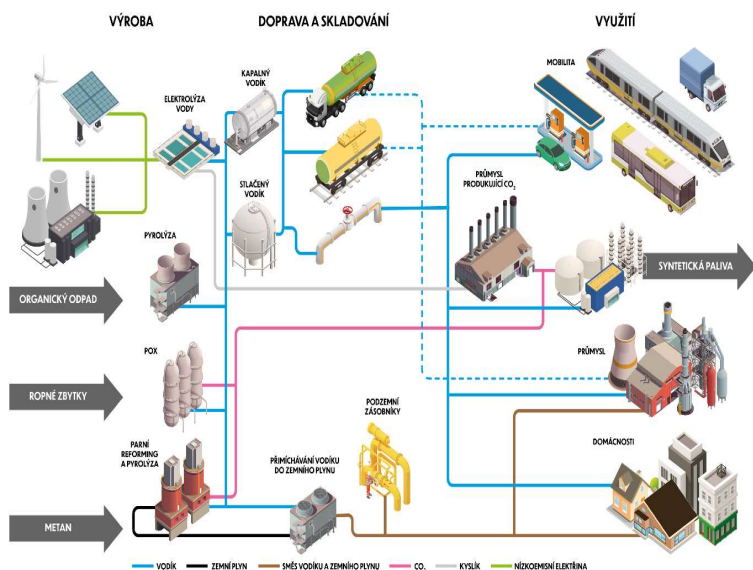 VÝROBA
DOPRAVA A SKLADOVÁNÍ
VYUŽITÍ
ELEKTROLÝZA
VODY
KAPALNÝ
VODÍK
MOBILITA
STLAČENÝ
VODÍK
PRŮMYSL
PRODUKUJÍCÍ CO₂
PYROLÝZA
SYNTETICKÁ PALIVA
ORGANICKÝ ODPAD
POX
PRŮMYSL
ROPNÉ ZBYTKY
PODZEMNÍ
ZÁSOBNÍKY
PARNÍ
REFORMING
A PYROLÝZA
PŘIMÍCHÁVÁNÍ VODÍKU
DO ZEMNÍHO PLYNU
DOMÁCNOSTI
METAN
VODÍK
ZEMNÍ PLYN
SMĚS VODÍKU A ZEMNÍHO PLYNU
CO₂
KYSLÍK
NÍZKOEMISNÍ ELEKTŘINA